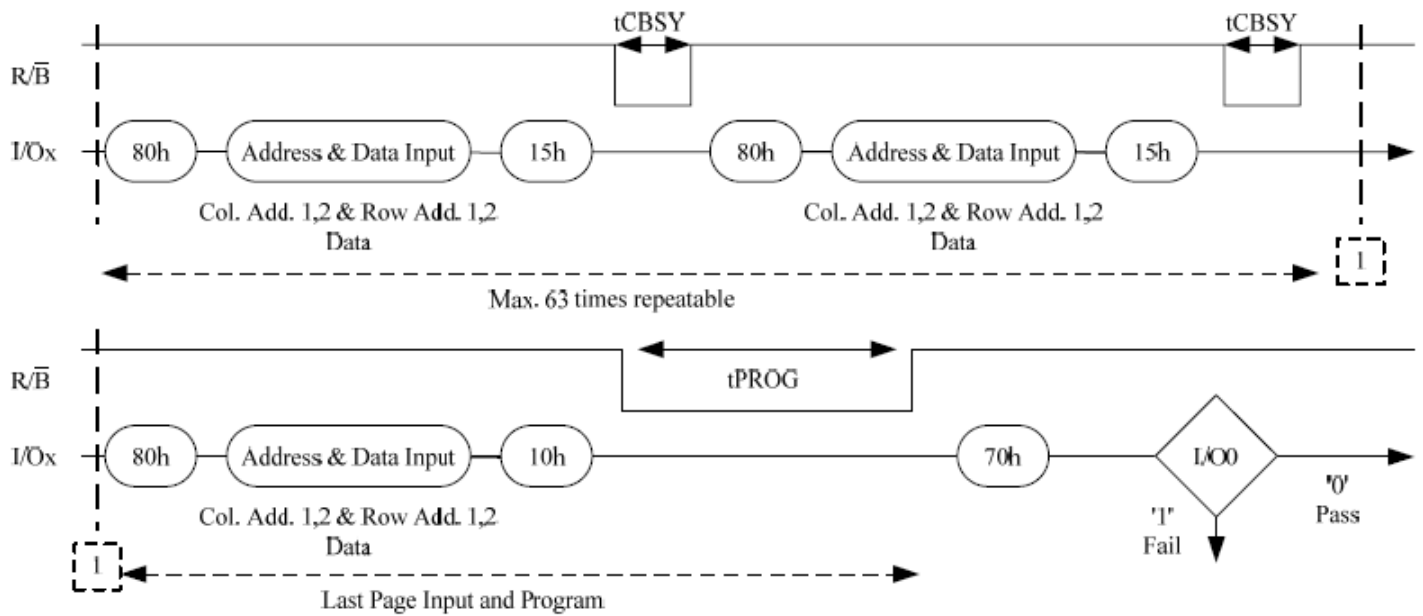 tCBSY
tCBSY
R/B̅
I/Ox
80h
Address & Data Input
15h
80h
Address & Data Input
15h
Col. Add. 1,2 & Row Add. 1,2
Data
Col. Add. 1,2 & Row Add. 1,2
Data
1
Max. 63 times repeatable
R/B̅
tPROG
I/Ox
80h
Address & Data Input
10h
70h
I/O0
'0'
Pass
'1'
Fail
Col. Add. 1,2 & Row Add. 1,2
Data
1
Last Page Input and Program